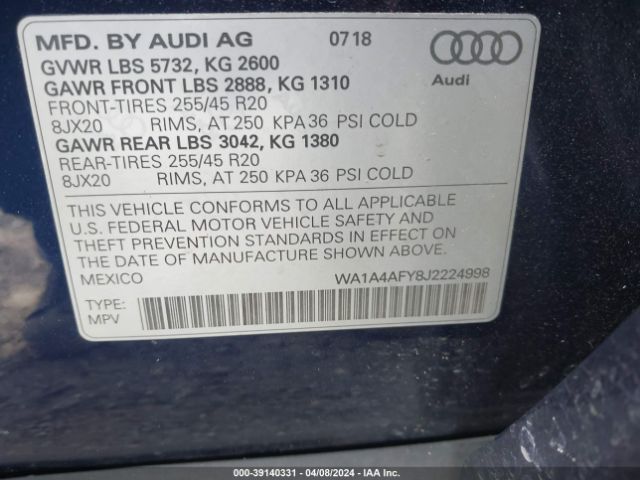 MFD. BY AUDI AG 0718
GVWR LBS 5732, KG 2600
GAWR FRONT LBS 2888, KG 1310
FRONT-TIRES 255/45 R20
8JX20 RIMS, AT 250 KPA 36 PSI COLD
GAWR REAR LBS 3042, KG 1380
REAR-TIRES 255/45 R20
8JX20 RIMS, AT 250 KPA 36 PSI COLD
Audi
THIS VEHICLE CONFORMS TO ALL APPLICABLE
U.S. FEDERAL MOTOR VEHICLE SAFETY AND
THEFT PREVENTION STANDARDS IN EFFECT ON
THE DATE OF MANUFACTURE SHOWN ABOVE.
MEXICO WA1A4AFY8J2224998
TYPE:
MPV
000-39140331 - 04/08/2024 - IAA Inc.